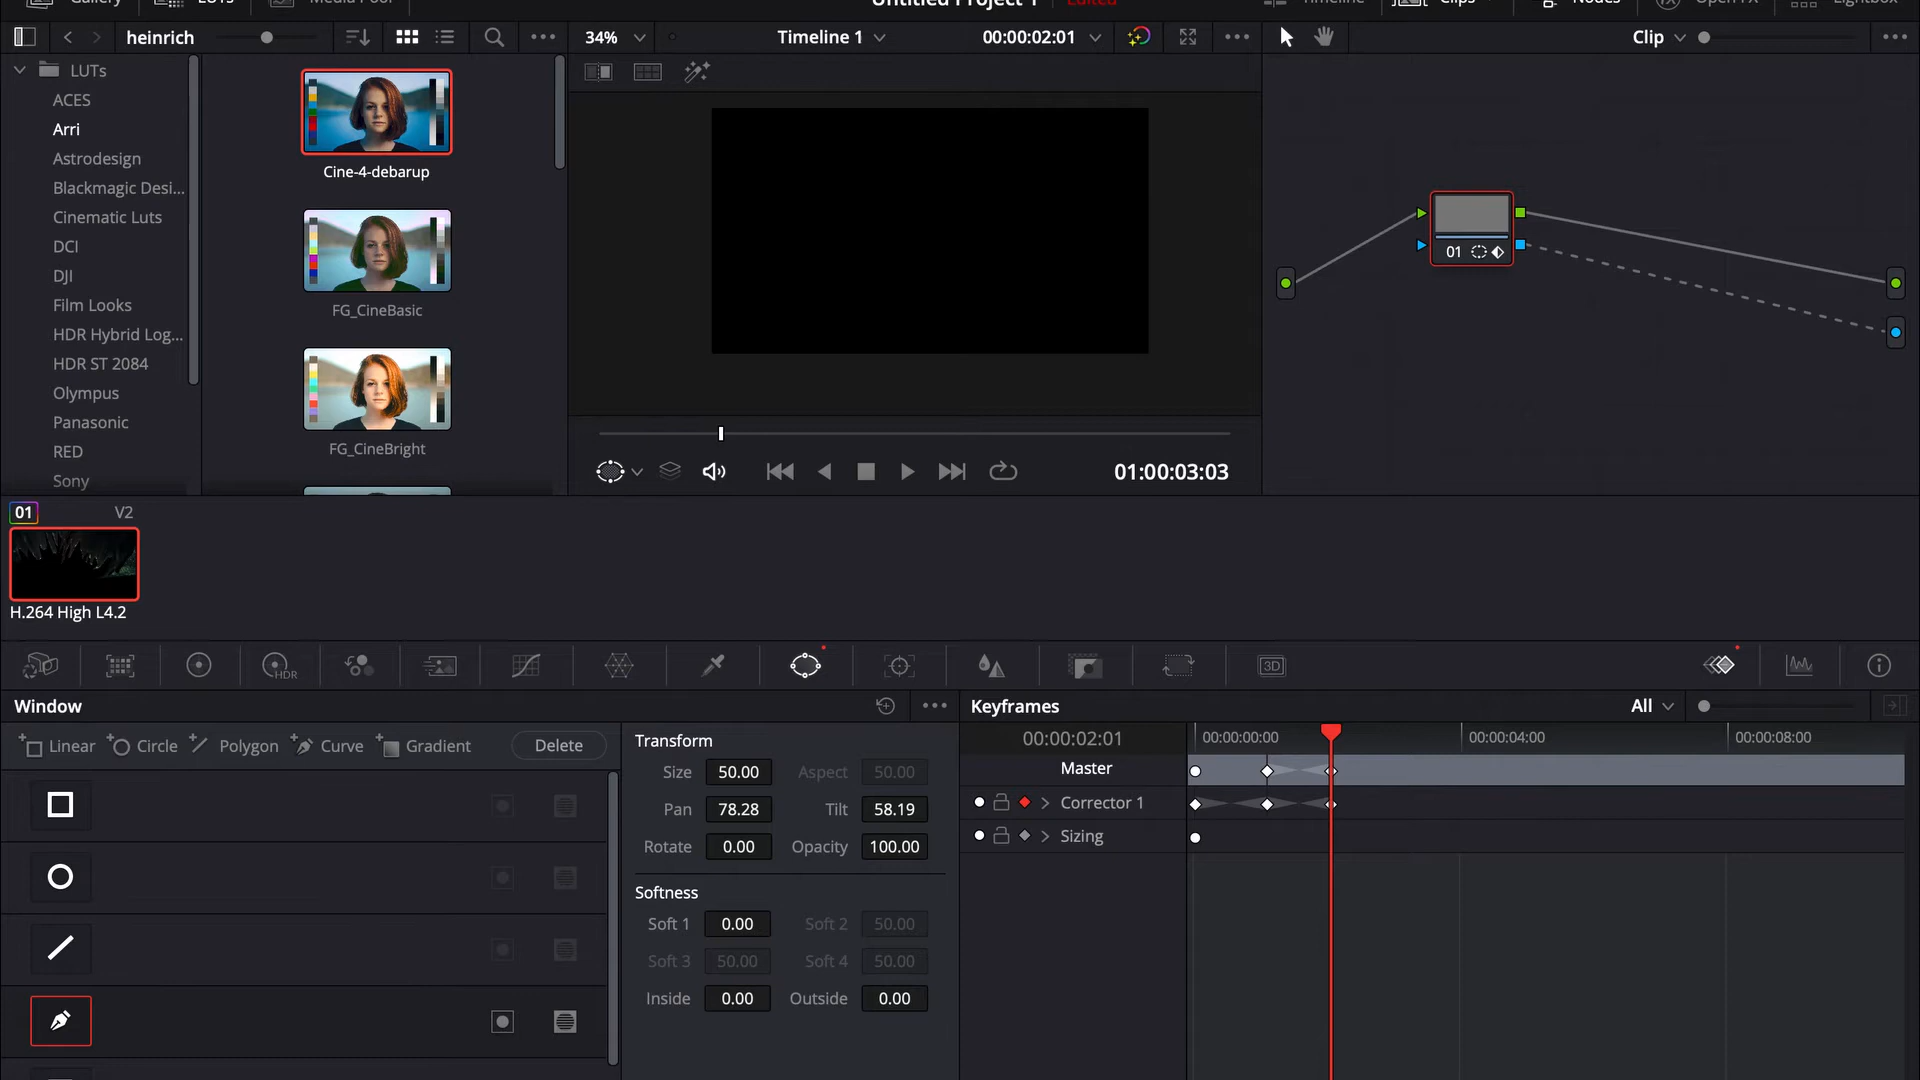 Gallery LUTs Media Pool Untitled Project 1 Edited Timeline Clips Nodes Open FX Lightbox
heinrich 34% Timeline 1 00:00:02:01 Clip
LUTs
ACES
Arri
Astrodesign
Blackmagic Desi...
Cinematic Luts
DCI
DJI
Film Looks
HDR Hybrid Log...
HDR ST 2084
Olympus
Panasonic
RED
Sony
Cine-4-debarup
FG_CineBasic
FG_CineBright
01:00:03:03
01
01 V2
H.264 High L4.2
HDR
3D
Window
Linear Circle Polygon Curve Gradient Delete
Transform
Size 50.00 Aspect 50.00
Pan 78.28 Tilt 58.19
Rotate 0.00 Opacity 100.00
Softness
Soft 1 0.00 Soft 2 50.00
Soft 3 50.00 Soft 4 50.00
Inside 0.00 Outside 0.00
Keyframes All
00:00:02:01 00:00:00:00 00:00:04:00 00:00:08:00
Master
Corrector 1
Sizing